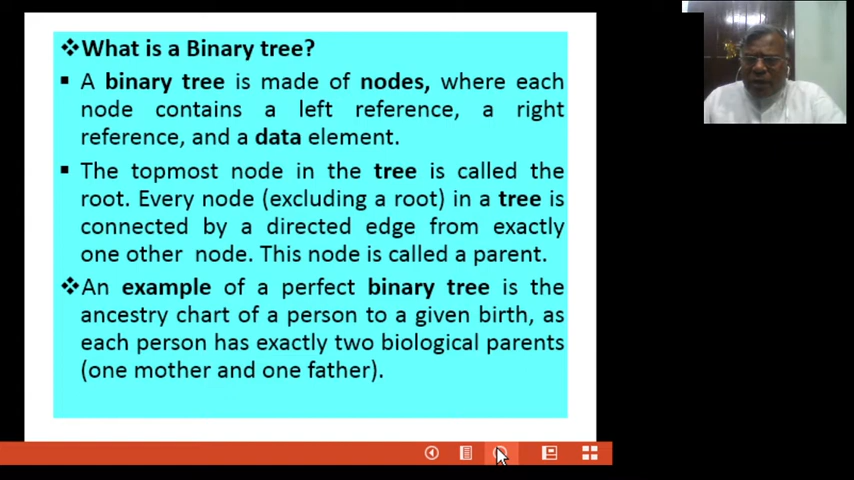 ❖What is a Binary tree?
▪ A binary tree is made of nodes, where each
node contains a left reference, a right
reference, and a data element.
▪ The topmost node in the tree is called the
root. Every node (excluding a root) in a tree is
connected by a directed edge from exactly
one other node. This node is called a parent.
❖An example of a perfect binary tree is the
ancestry chart of a person to a given birth, as
each person has exactly two biological parents
(one mother and one father).